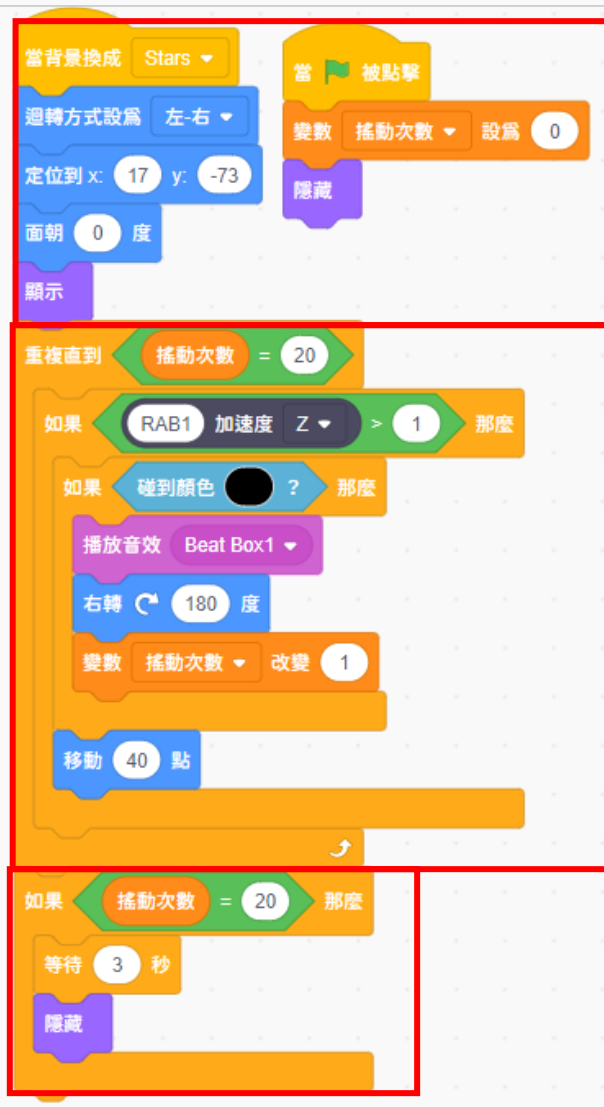 當背景換成 Stars
迴轉方式設為 左-右
定位到 x: 17 y: -73
面朝 0 度
顯示
當 被點擊
變數 搖動次數 設為 0
隱藏
重複直到 搖動次數 = 20
如果 RAB1 加速度 Z > 1 那麼
如果 碰到顏色 ? 那麼
播放音效 Beat Box1
右轉 180 度
變數 搖動次數 改變 1
移動 40 點
如果 搖動次數 = 20 那麼
等待 3 秒
隱藏